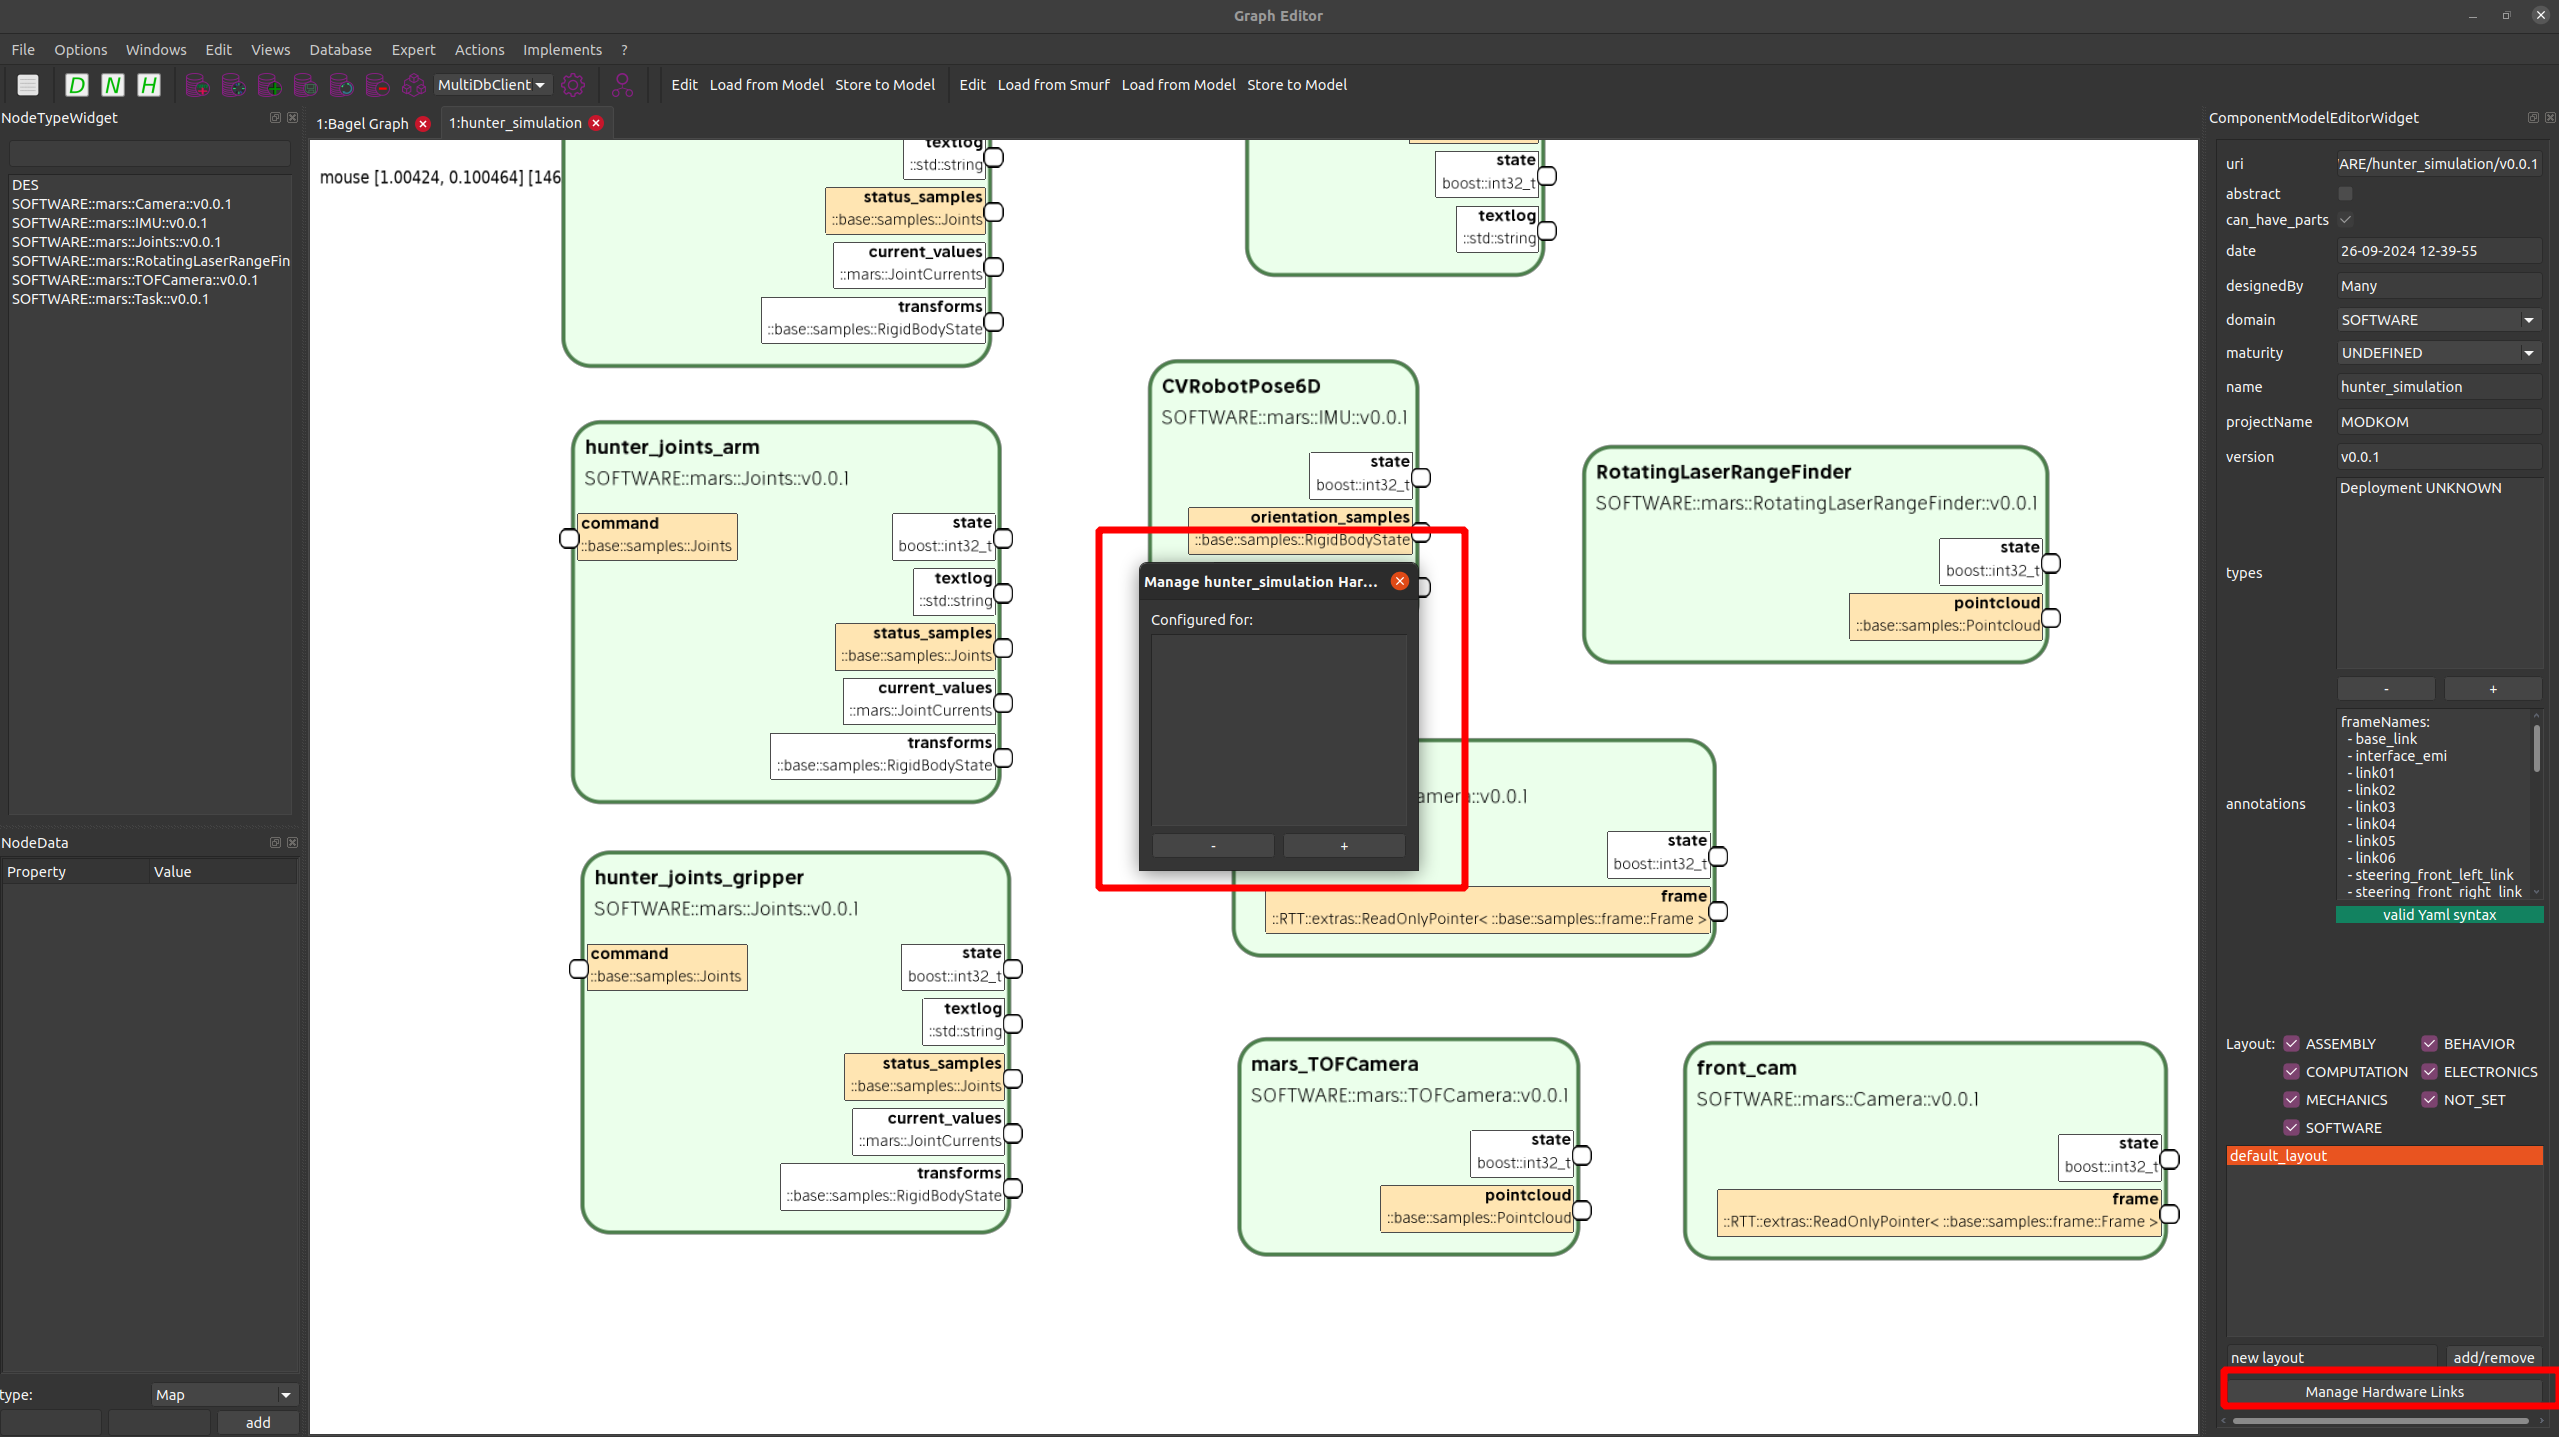 Graph Editor
File Options Windows Edit Views Database Expert Actions Implements ?
D N H MultiDbClient Edit Load from Model Store to Model Edit Load from Smurf Load from Model Store to Model
NodeTypeWidget
DES
SOFTWARE::mars::Camera::v0.0.1
SOFTWARE::mars::IMU::v0.0.1
SOFTWARE::mars::Joints::v0.0.1
SOFTWARE::mars::RotatingLaserRangeFin
SOFTWARE::mars::TOFCamera::v0.0.1
SOFTWARE::mars::Task::v0.0.1
NodeData
Property Value
type: Map
add
1:Bagel Graph 1:hunter_simulation
mouse [1.00424, 0.100464] [146
textlog
::std::string
status_samples
::base::samples::Joints
current_values
::mars::JointCurrents
transforms
::base::samples::RigidBodyState
state
boost::int32_t
textlog
::std::string
hunter_joints_arm
SOFTWARE::mars::Joints::v0.0.1
command
::base::samples::Joints
state
boost::int32_t
textlog
::std::string
status_samples
::base::samples::Joints
current_values
::mars::JointCurrents
transforms
::base::samples::RigidBodyState
CVRobotPose6D
SOFTWARE::mars::IMU::v0.0.1
state
boost::int32_t
orientation_samples
::base::samples::RigidBodyState
RotatingLaserRangeFinder
SOFTWARE::mars::RotatingLaserRangeFinder::v0.0.1
state
boost::int32_t
pointcloud
::base::samples::Pointcloud
Manage hunter_simulation Har...
Configured for:
- +
amera::v0.0.1
state
boost::int32_t
frame
::RTT::extras::ReadOnlyPointer< ::base::samples::frame::Frame >
hunter_joints_gripper
SOFTWARE::mars::Joints::v0.0.1
command
::base::samples::Joints
state
boost::int32_t
textlog
::std::string
status_samples
::base::samples::Joints
current_values
::mars::JointCurrents
transforms
::base::samples::RigidBodyState
mars_TOFCamera
SOFTWARE::mars::TOFCamera::v0.0.1
state
boost::int32_t
pointcloud
::base::samples::Pointcloud
front_cam
SOFTWARE::mars::Camera::v0.0.1
state
boost::int32_t
frame
::RTT::extras::ReadOnlyPointer< ::base::samples::frame::Frame >
ComponentModelEditorWidget
uri 'ARE/hunter_simulation/v0.0.1
abstract
can_have_parts
date 26-09-2024 12-39-55
designedBy Many
domain SOFTWARE
maturity UNDEFINED
name hunter_simulation
projectName MODKOM
version v0.0.1
types Deployment UNKNOWN
- +
annotations
frameNames:
- base_link
- interface_emi
- link01
- link02
- link03
- link04
- link05
- link06
- steering_front_left_link
- steering_front_right_link
valid Yaml syntax
Layout: ASSEMBLY BEHAVIOR
COMPUTATION ELECTRONICS
MECHANICS NOT_SET
SOFTWARE
default_layout
new layout add/remove
Manage Hardware Links